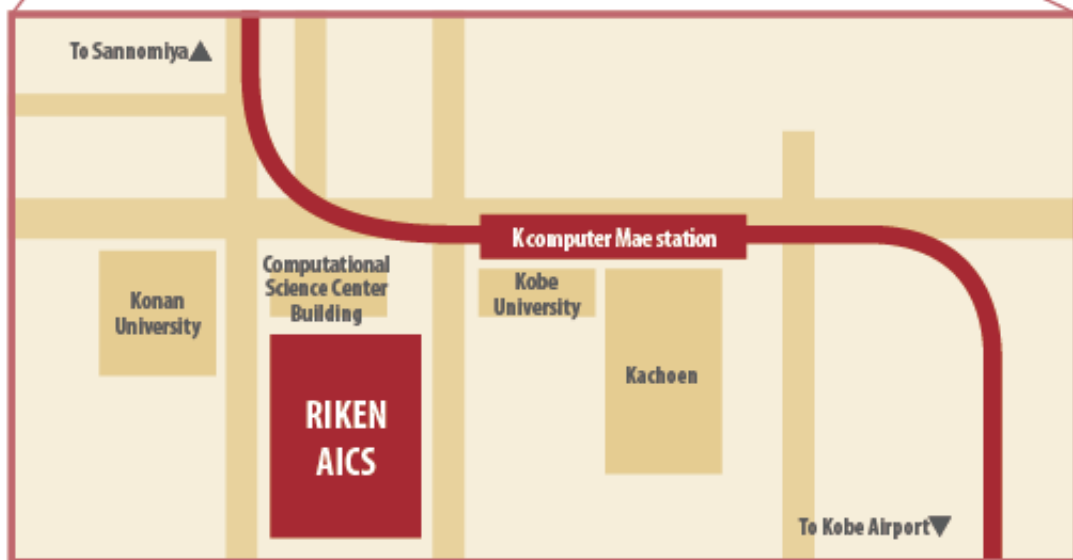 To Sannomiya▲
K computer Mae station
Computational
Science Center
Building
Konan
University
Kobe
University
Kachoen
RIKEN
AICS
To Kobe Airport▼